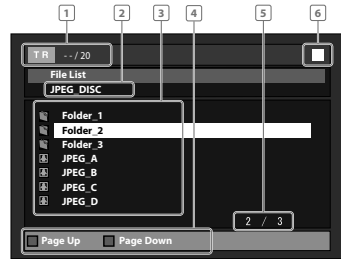 1 2 3 4 5 6
TR --/20
File List
JPEG_DISC
Folder_1
Folder_2
Folder_3
JPEG_A
JPEG_B
JPEG_C
JPEG_D
2 / 3
Page Up Page Down